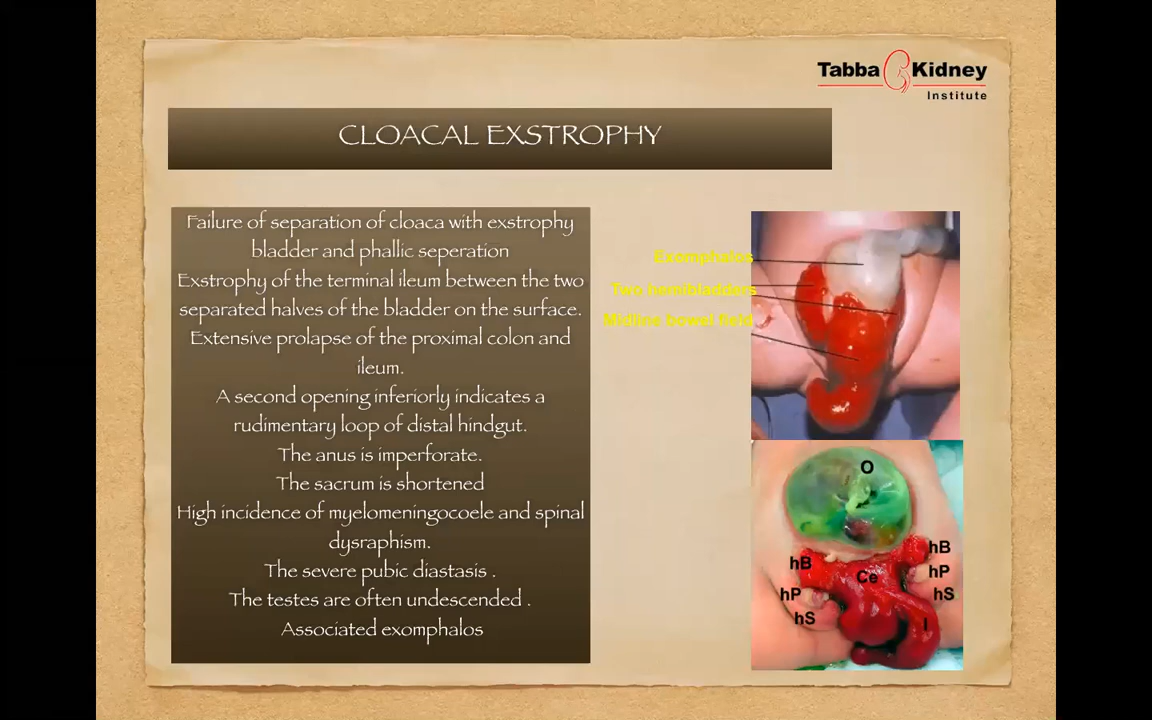 Tabba Kidney
Institute
CLOACAL EXSTROPHY
Failure of separation of cloaca with exstrophy
bladder and phallic seperation
Extrophy of the terminal ileum between the two
separated halves of the bladder on the surface.
Extensive prolapse of the proximal colon and
ileum.
A second opening inferiorly indicates a
rudimentary loop of distal hindgut.
The anus is imperforate.
The sacrum is shortened
High incidence of myelomeningocoele and spinal
dysraphism.
The severe pubic diastasis .
The testes are often undescended .
Associated exomphalos
Exomphalos
Two hemibladders
Midline bowel field
O
hB
hB
Ce
hP
hP
hS
hS
I